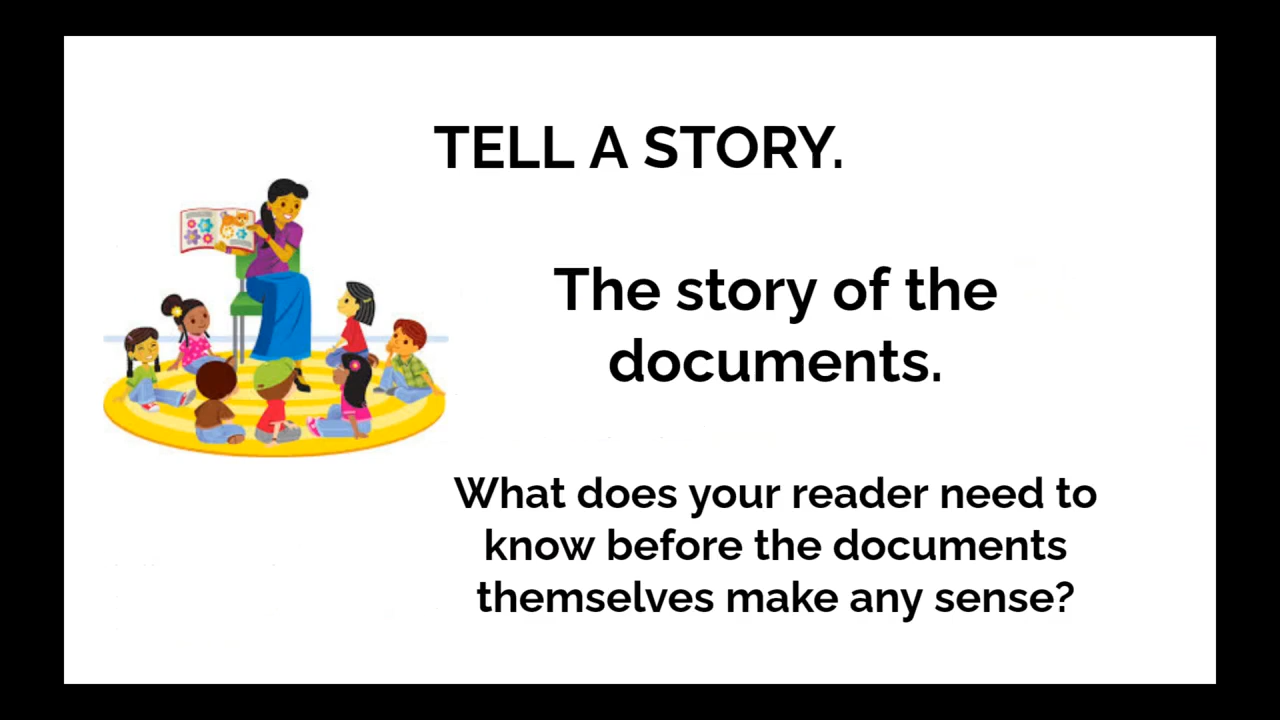 TELL A STORY.
The story of the
documents.
What does your reader need to
know before the documents
themselves make any sense?